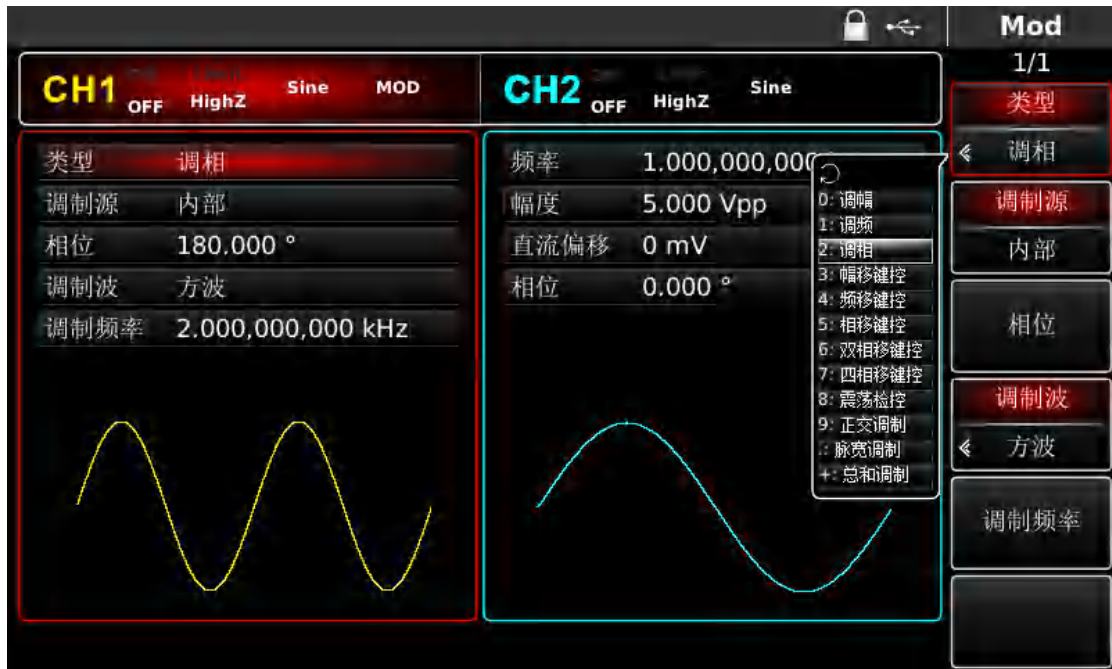 Mod
1/1
CH1 OFF HighZ Sine MOD
CH2 OFF HighZ Sine
类型 调相
调制源 内部
相位 180.000 °
调制波 方波
调制频率 2.000,000,000 kHz
频率 1.000,000,000
幅度 5.000 Vpp
直流偏移 0 mV
相位 0.000 °
0: 调幅
1: 调频
2: 调相
3: 幅移键控
4: 频移键控
5: 相移键控
6: 双相移键控
7: 四相移键控
8: 震荡检控
9: 正交调制
.: 脉宽调制
+: 总和调制
类型
调相
调制源
内部
相位
调制波
方波
调制频率